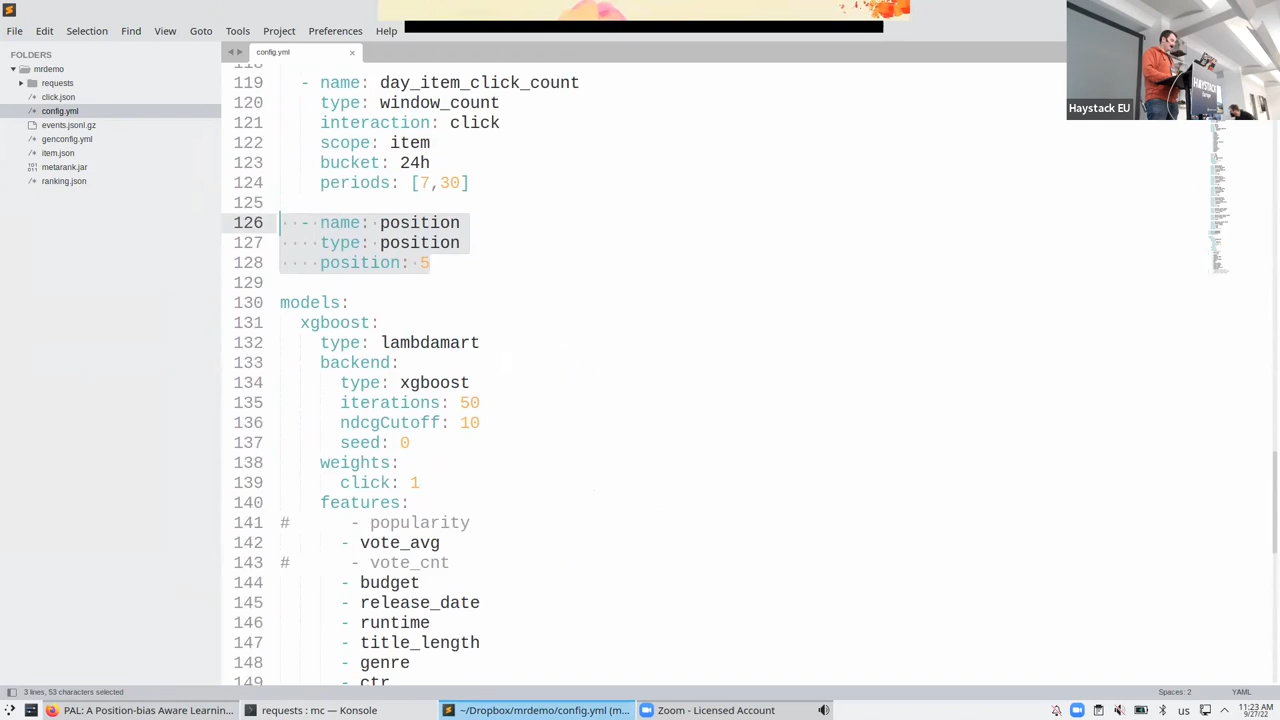 File Edit Selection Find View Goto Tools Project Preferences Help
FOLDERS
mrdemo
requests
click.json
config.yml
events.jsonl.gz
genconfig.yml
item.json
metarank.jar
ranking.json
config.yml
118
119 - name: day_item_click_count
120 type: window_count
121 interaction: click
122 scope: item
123 bucket: 24h
124 periods: [7,30]
125
126 - name: position
127 type: position
128 position: 5
129
130 models:
131 xgboost:
132 type: lambdamart
133 backend:
134 type: xgboost
135 iterations: 50
136 ndcgCutoff: 10
137 seed: 0
138 weights:
139 click: 1
140 features:
141 # - popularity
142 - vote_avg
143 # - vote_cnt
144 - budget
145 - release_date
146 - runtime
147 - title_length
148 - genre
149 - ctr
HAYSTACK
Haystack EU
3 lines, 53 characters selected
Spaces: 2 YAML
PAL: A Position-bias Aware Learnin...
requests : mc — Konsole
~/Dropbox/mrdemo/config.yml (m...
Zoom - Licensed Account
us
11:23 AM
9/27/22